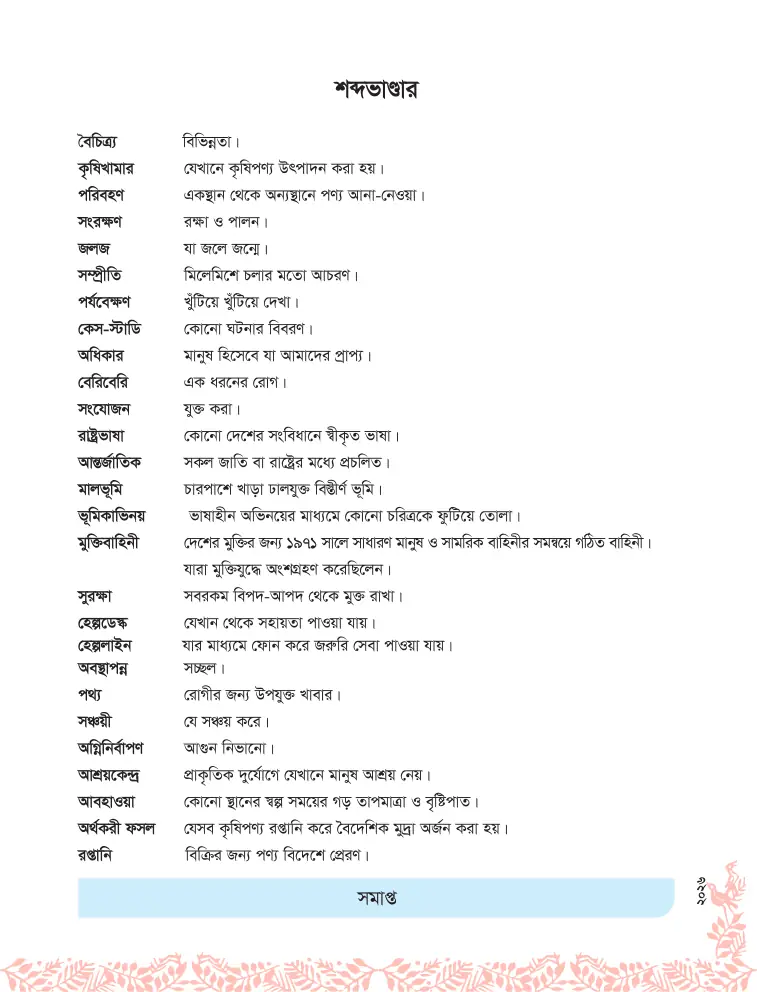 শব্দভাণ্ডার
বৈচিত্র্য বিভিন্নতা।
কৃষিখামার যেখানে কৃষিপণ্য উৎপাদন করা হয়।
পরিবহণ একস্থান থেকে অন্যস্থানে পণ্য আনা-নেওয়া।
সংরক্ষণ রক্ষা ও পালন।
জলজ যা জলে জন্মে।
সম্প্রীতি মিলেমিশে চলার মতো আচরণ।
পর্যবেক্ষণ খুঁটিয়ে খুঁটিয়ে দেখা।
কেস-স্টাডি কোনো ঘটনার বিবরণ।
অধিকার মানুষ হিসেবে যা আমাদের প্রাপ্য।
বেরিবেরি এক ধরনের রোগ।
সংযোজন যুক্ত করা।
রাষ্ট্রভাষা কোনো দেশের সংবিধানে স্বীকৃত ভাষা।
আন্তর্জাতিক সকল জাতি বা রাষ্ট্রের মধ্যে প্রচলিত।
মালভূমি চারপাশে খাড়া ঢালযুক্ত বিস্তীর্ণ ভূমি।
ভূমিকাভিনয় ভাষাহীন অভিনয়ের মাধ্যমে কোনো চরিত্রকে ফুটিয়ে তোলা।
মুক্তিবাহিনী দেশের মুক্তির জন্য ১৯৭১ সালে সাধারণ মানুষ ও সামরিক বাহিনীর সমন্বয়ে গঠিত বাহিনী।
যারা মুক্তিযুদ্ধে অংশগ্রহণ করেছিলেন।
সুরক্ষা সবরকম বিপদ-আপদ থেকে মুক্ত রাখা।
হেল্পডেস্ক যেখান থেকে সহায়তা পাওয়া যায়।
হেল্পলাইন যার মাধ্যমে ফোন করে জরুরি সেবা পাওয়া যায়।
অবস্থাপন্ন সচ্ছল।
পথ্য রোগীর জন্য উপযুক্ত খাবার।
সঞ্চয়ী যে সঞ্চয় করে।
অগ্নিনির্বাপণ আগুন নিভানো।
আশ্রয়কেন্দ্র প্রাকৃতিক দুর্যোগে যেখানে মানুষ আশ্রয় নেয়।
আবহাওয়া কোনো স্থানের স্বল্প সময়ের গড় তাপমাত্রা ও বৃষ্টিপাত।
অর্থকরী ফসল যেসব কৃষিপণ্য রপ্তানি করে বৈদেশিক মুদ্রা অর্জন করা হয়।
রপ্তানি বিক্রির জন্য পণ্য বিদেশে প্রেরণ।
সমাপ্ত
২০২৬